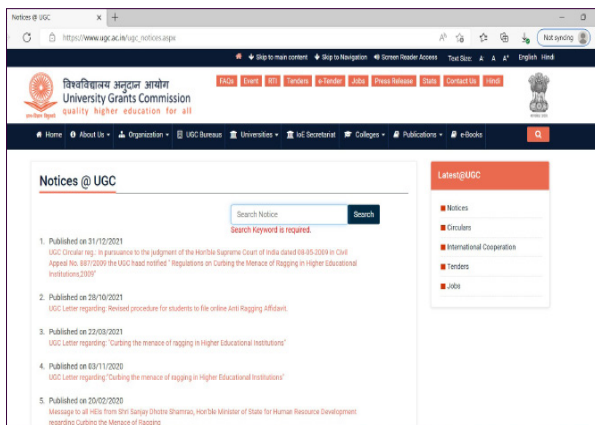 Notices @ UGC
https://www.ugc.ac.in/ugc_notices.aspx
Not syncing
Skip to main content Skip to Navigation Screen Reader Access Text Size: A A A+ English Hindi
विश्वविद्यालय अनुदान आयोग
University Grants Commission
quality higher education for all
FAQs Event RTI Tenders e-Tender Jobs Press Release Stats Contact Us Hindi
Home About Us Organization UGC Bureaus Universities IoE Secretariat Colleges Publications e-Books
Notices @ UGC
Search Notice Search
Search Keyword is required.
1. Published on 31/12/2021
UGC Circular reg.: In pursuance to the judgment of the Hon'ble Supreme Court of India dated 08-05-2009 in Civil
Appeal No. 887/2009 the UGC haad notified " Regulations on Curbing the Menace of Ragging in Higher Educational
Institutions,2009"
2. Published on 28/10/2021
UGC Letter regarding: Revised procedure for students to file online Anti Ragging Affidavit.
3. Published on 22/03/2021
UGC Letter regarding: "Curbing the menace of ragging in Higher Educational Institutions"
4. Published on 03/11/2020
UGC Letter regarding "Curbing the menace of ragging in Higher Educational Institutions"
5. Published on 20/02/2020
Message to all HEIs from Shri Sanjay Dhotre Shamrao, Hon'ble Minister of State for Human Resource Development
regarding Curbing the Menace of Ragging
Latest@UGC
Notices
Circulars
International Cooperation
Tenders
Jobs